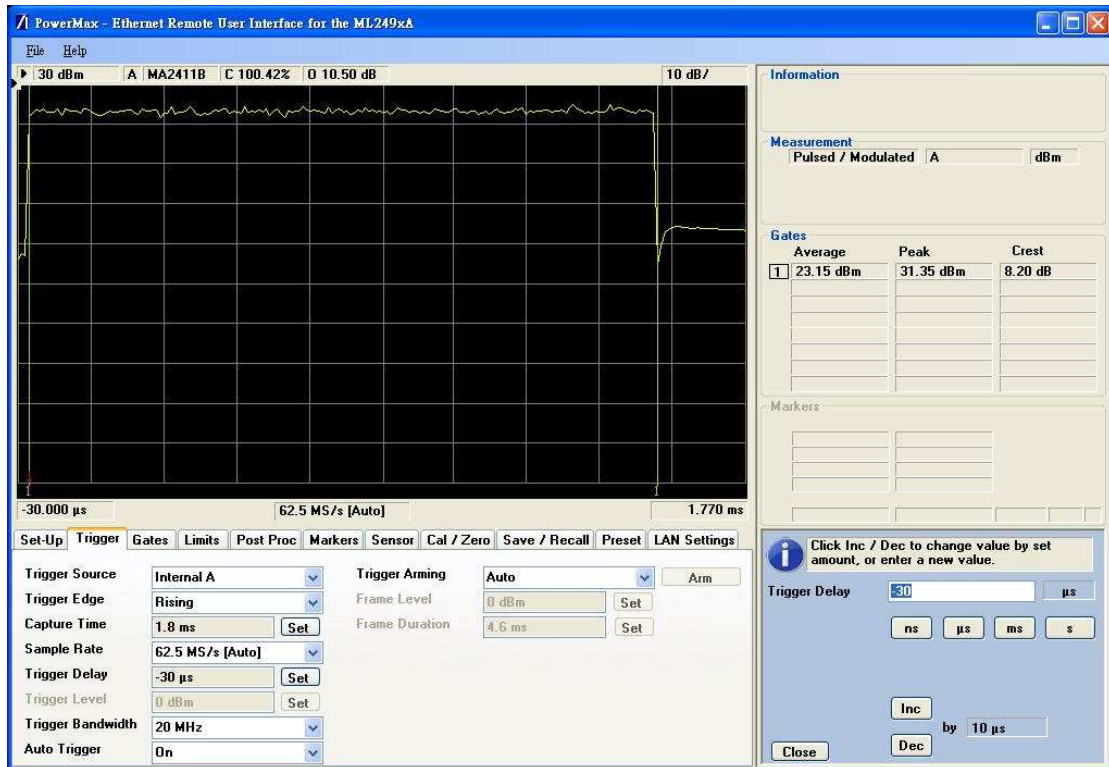 PowerMax - Ethernet Remote User Interface for the ML249xA
File Help
30 dBm A MA2411B C 100.42% O 10.50 dB 10 dB/
1 1
-30.000 µs 62.5 MS/s [Auto] 1.770 ms
Information
Measurement
Pulsed / Modulated A dBm
Gates
Average Peak Crest
1 23.15 dBm 31.35 dBm 8.20 dB
Markers
Set-Up Trigger Gates Limits Post Proc Markers Sensor Cal / Zero Save / Recall Preset LAN Settings
Trigger Source Internal A Trigger Arming Auto Arm
Trigger Edge Rising Frame Level 0 dBm Set
Capture Time 1.8 ms Set Frame Duration 4.6 ms Set
Sample Rate 62.5 MS/s [Auto]
Trigger Delay -30 µs Set
Trigger Level 0 dBm Set
Trigger Bandwidth 20 MHz
Auto Trigger On
Click Inc / Dec to change value by set
amount, or enter a new value.
Trigger Delay -30 µs
ns µs ms s
Inc
by 10 µs
Close Dec